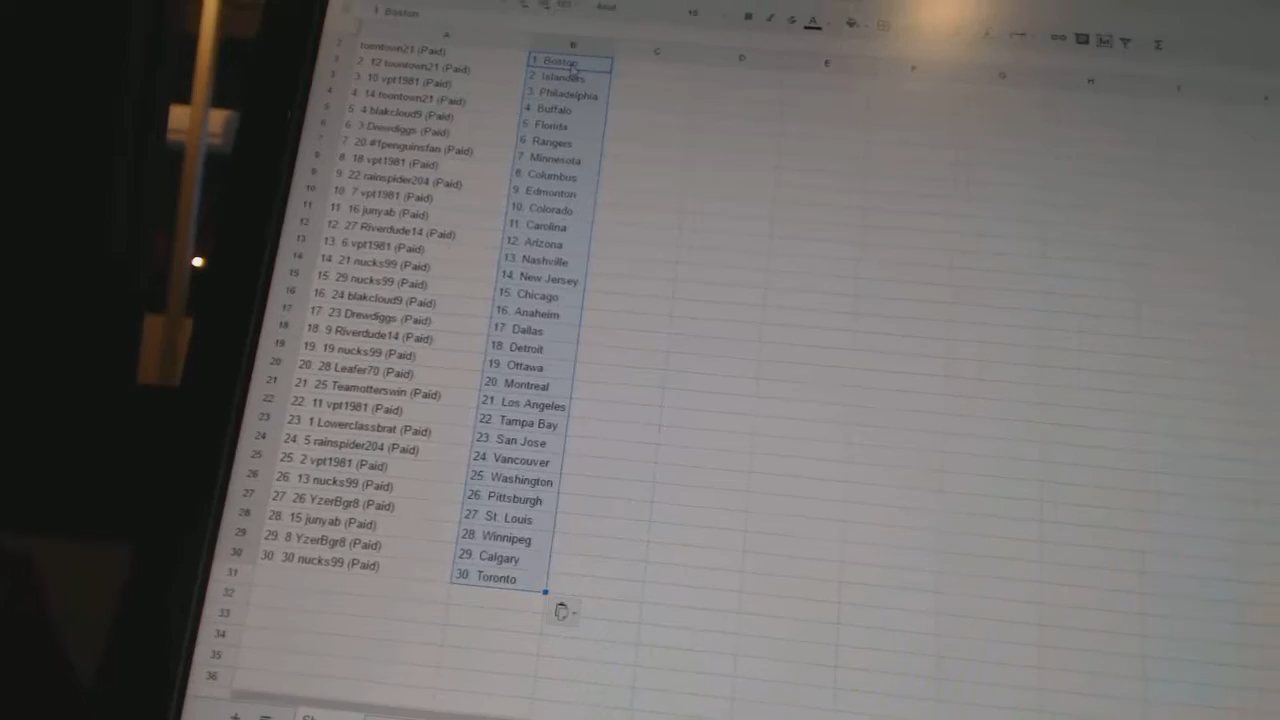 1 Boston
Arial
A B C D E F G H
toontown21 (Paid) 1. Boston
2 12 toontown21 (Paid) 2 Islanders
3. 10 vpt1981 (Paid) 3 Philadelphia
4. 14 toontown21 (Paid) 4 Buffalo
5 4 blakcloud9 (Paid) 5 Florida
6. 3 Drewdiggs (Paid) 6 Rangers
7 20 #1penguinsfan (Paid) 7 Minnesota
8 18 vpt1981 (Paid) 8. Columbus
9. 22 rainspider204 (Paid) 9. Edmonton
10. 7 vpt1981 (Paid) 10. Colorado
11. 16 junyab (Paid) 11. Carolina
12. 27 Riverdude14 (Paid) 12. Arizona
13. 6 vpt1981 (Paid) 13. Nashville
14. 21 nucks99 (Paid) 14. New Jersey
15. 29 nucks99 (Paid) 15. Chicago
16. 24 blakcloud9 (Paid) 16. Anaheim
17. 23 Drewdiggs (Paid) 17. Dallas
18. 9 Riverdude14 (Paid) 18. Detroit
19. 19 nucks99 (Paid) 19. Ottawa
20. 28 Leafer70 (Paid) 20. Montreal
21. 25 Teamotterswin (Paid) 21. Los Angeles
22. 11 vpt1981 (Paid) 22. Tampa Bay
23. 1 Lowerclassbrat (Paid) 23. San Jose
24. 5 rainspider204 (Paid) 24. Vancouver
25. 2 vpt1981 (Paid) 25. Washington
26. 13 nucks99 (Paid) 26. Pittsburgh
27. 26 YzerBgr8 (Paid) 27. St. Louis
28. 15 junyab (Paid) 28. Winnipeg
29. 8 YzerBgr8 (Paid) 29. Calgary
30. 30 nucks99 (Paid) 30. Toronto
31
32
33
34
35
36